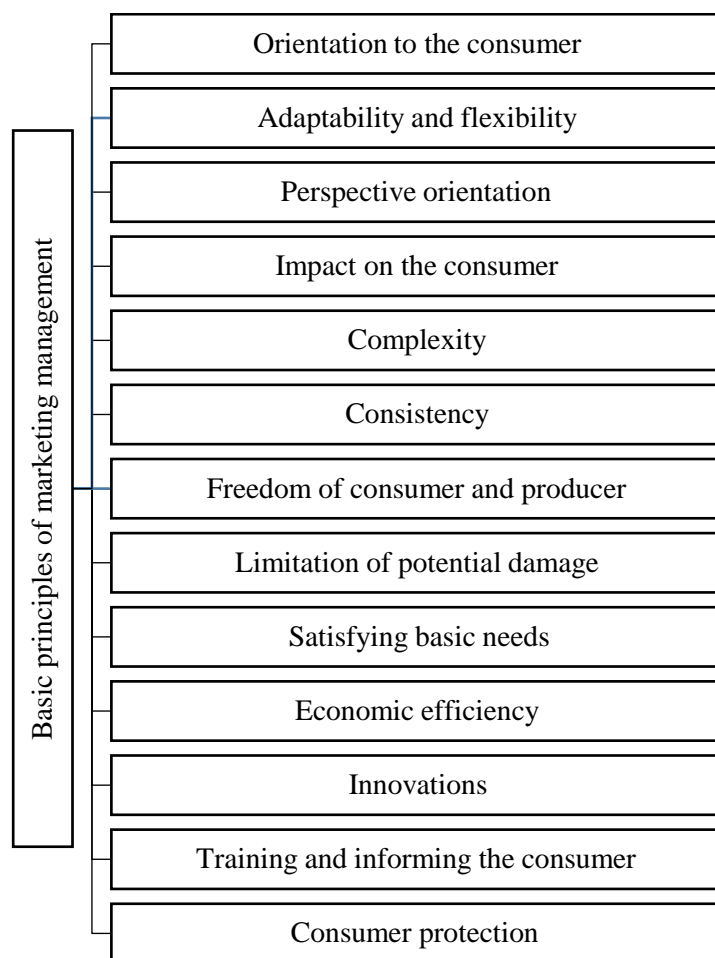 Basic principles of marketing management
Orientation to the consumer
Adaptability and flexibility
Perspective orientation
Impact on the consumer
Complexity
Consistency
Freedom of consumer and producer
Limitation of potential damage
Satisfying basic needs
Economic efficiency
Innovations
Training and informing the consumer
Consumer protection